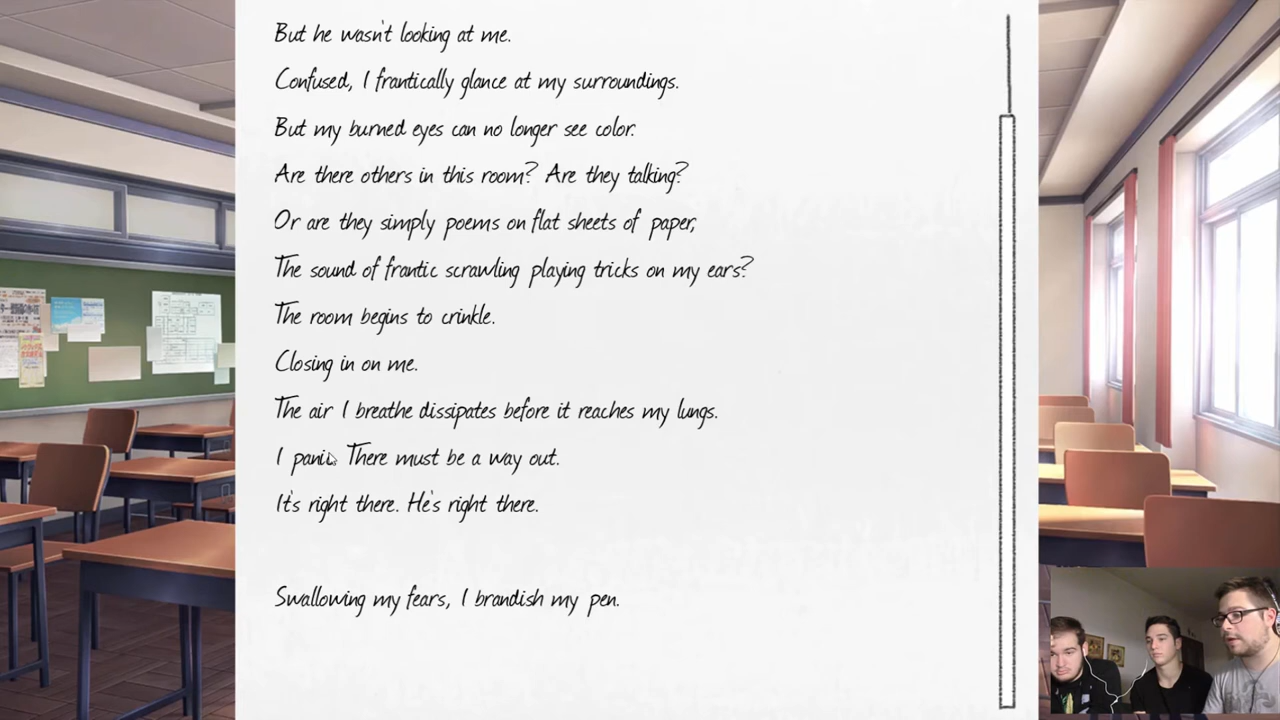 But he wasn't looking at me.
Confused, I frantically glance at my surroundings.
But my burned eyes can no longer see color.
Are there others in this room? Are they talking?
Or are they simply poems on flat sheets of paper,
The sound of frantic scrawling playing tricks on my ears?
The room begins to crinkle.
Closing in on me.
The air I breathe dissipates before it reaches my lungs.
I panic. There must be a way out.
It's right there. He's right there.
Swallowing my fears, I brandish my pen.